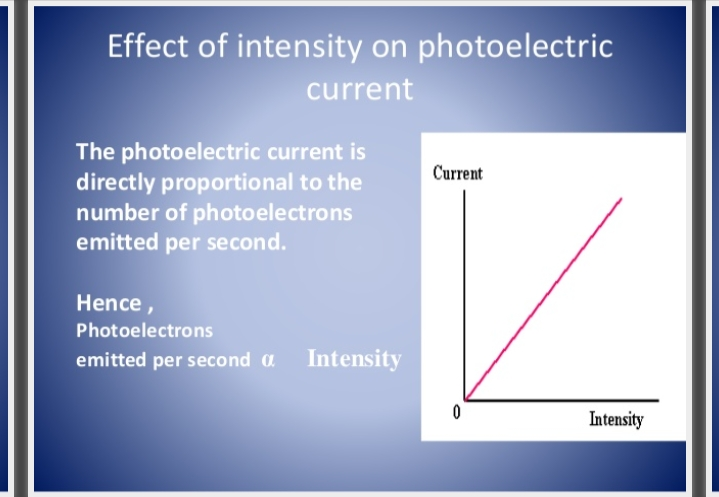 Effect of intensity on photoelectric
current
The photoelectric current is
directly proportional to the
number of photoelectrons
emitted per second.
Hence ,
Photoelectrons
emitted per second α Intensity
Current
0
Intensity